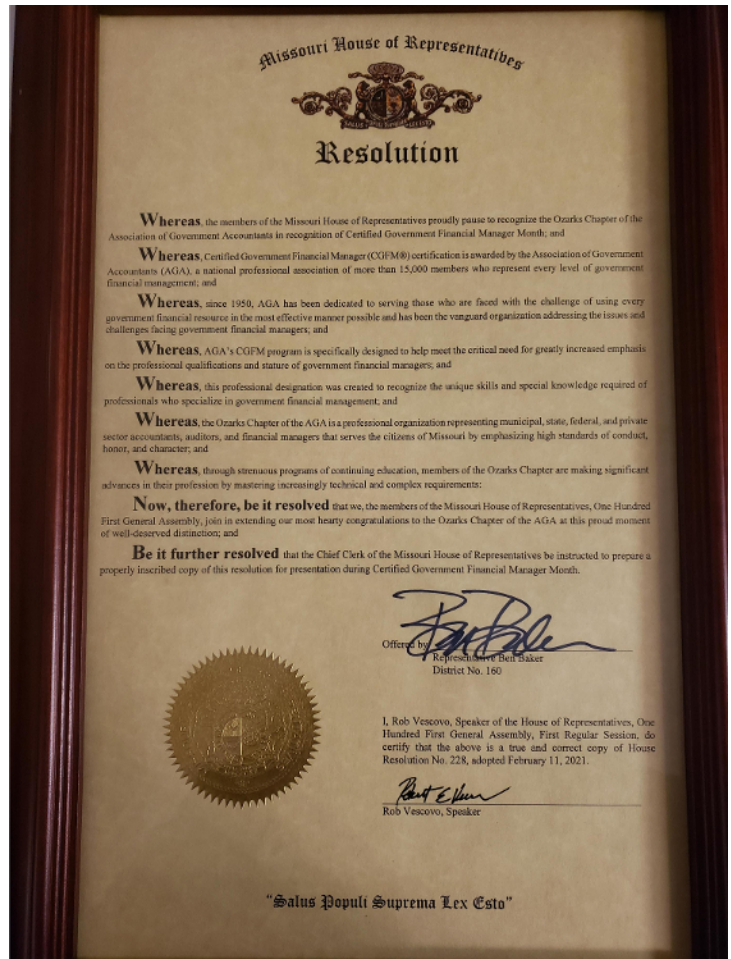 Missouri House of Representatives
Resolution
Whereas, the members of the Missouri House of Representatives proudly pause to recognize the Ozarks Chapter of the
Association of Government Accountants in recognition of Certified Government Financial Manager Month; and
Whereas, Certified Government Financial Manager (CGFM®) certification is awarded by the Association of Government
Accountants (AGA), a national professional association of more than 15,000 members who represent every level of government
financial management; and
Whereas, since 1950, AGA has been dedicated to serving those who are faced with the challenge of using every
government financial resource in the most effective manner possible and has been the vanguard organization addressing the issues and
challenges facing government financial managers; and
Whereas, AGA's CGFM program is specifically designed to help meet the critical need for greatly increased emphasis
on the professional qualifications and stature of government financial managers; and
Whereas, this professional designation was created to recognize the unique skills and special knowledge required of
professionals who specialize in government financial management; and
Whereas, the Ozarks Chapter of the AGA is a professional organization representing municipal, state, federal, and private
sector accountants, auditors, and financial managers that serves the citizens of Missouri by emphasizing high standards of conduct,
honor, and character; and
Whereas, through strenuous programs of continuing education, members of the Ozarks Chapter are making significant
advances in their profession by mastering increasingly technical and complex requirements:
Now, therefore, be it resolved that we, the members of the Missouri House of Representatives, One Hundred
First General Assembly, join in extending our most hearty congratulations to the Ozarks Chapter of the AGA at this proud moment
of well-deserved distinction; and
Be it further resolved that the Chief Clerk of the Missouri House of Representatives be instructed to prepare a
properly inscribed copy of this resolution for presentation during Certified Government Financial Manager Month.
Offered by
Representative Ben Baker
District No. 160
I, Rob Vescovo, Speaker of the House of Representatives, One
Hundred First General Assembly, First Regular Session, do
certify that the above is a true and correct copy of House
Resolution No. 228, adopted February 11, 2021.
Rob Vescovo, Speaker
"Salus Populi Suprema Lex Esto"